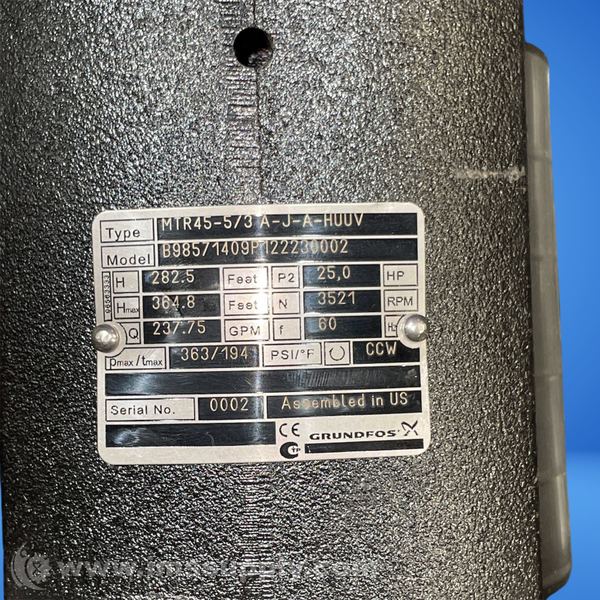 Type MTR45-5/3 A-J-A-HUUV
Model B98571409P122230002
H 282.5 Feet P2 25,0 HP
Hmax 364.8 Feet N 3521 RPM
Q 237.75 GPM f 60 Hz
pmax/tmax 363/194 PSI/°F CCW
Serial No. 0002 Assembled in US
CE GRUNDFOS